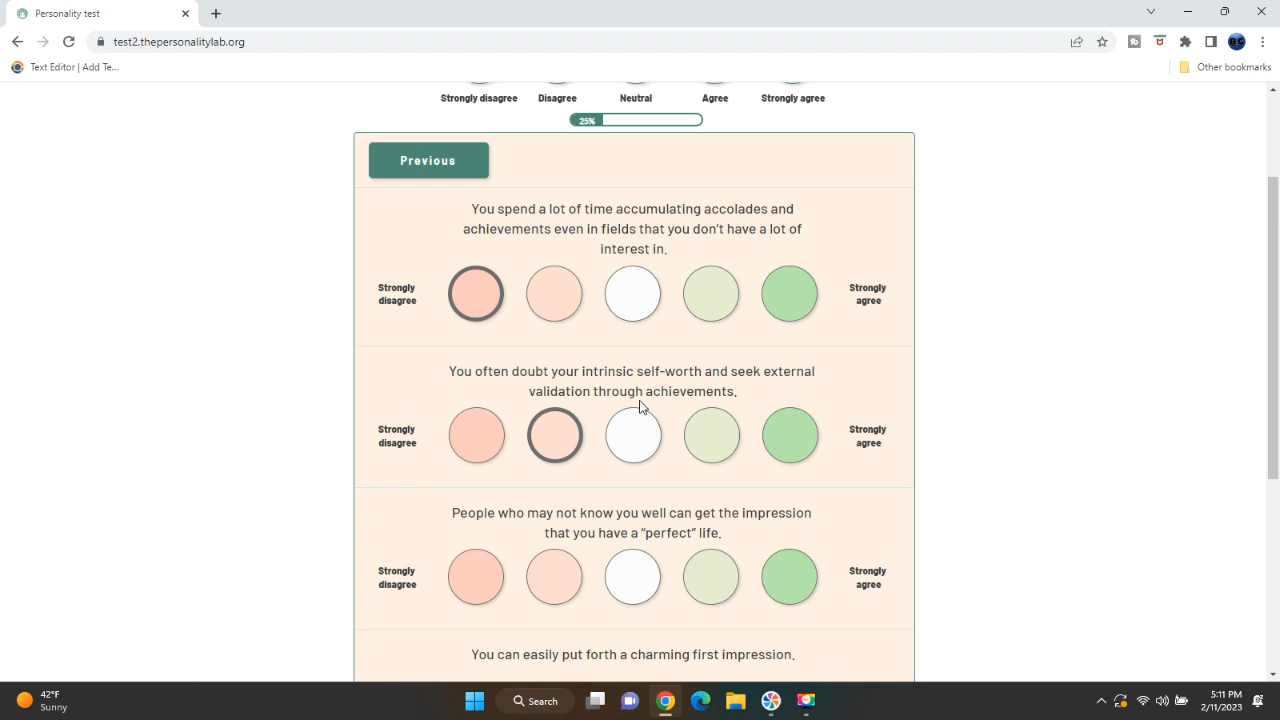 Personality test
test2.thepersonalitylab.org
Text Editor | Add Te...
Other bookmarks
Strongly disagree Disagree Neutral Agree Strongly agree
25%
Previous
You spend a lot of time accumulating accolades and
achievements even in fields that you don't have a lot of
interest in.
Strongly
disagree
Strongly
agree
You often doubt your intrinsic self-worth and seek external
validation through achievements.
Strongly
disagree
Strongly
agree
People who may not know you well can get the impression
that you have a “perfect” life.
Strongly
disagree
Strongly
agree
You can easily put forth a charming first impression.
42°F
Sunny
Search
5:11 PM
2/11/2023